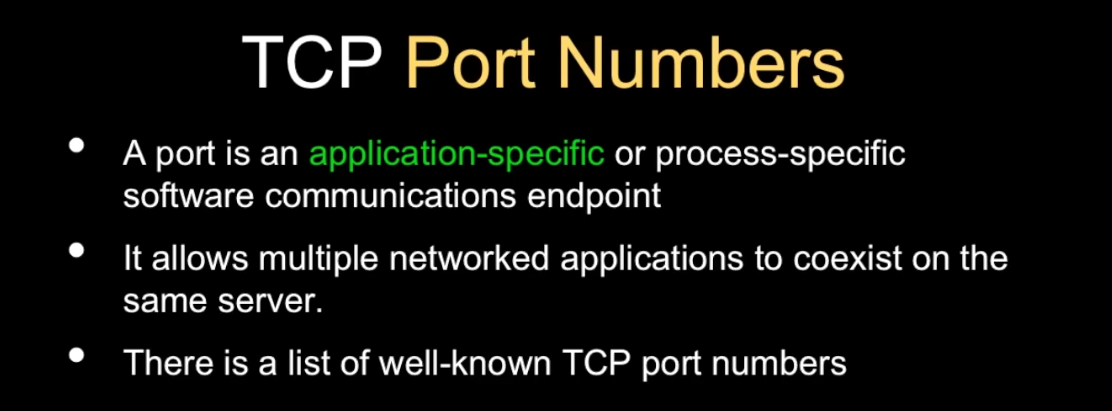 TCP Port Numbers
• A port is an application-specific or process-specific
software communications endpoint
• It allows multiple networked applications to coexist on the
same server.
• There is a list of well-known TCP port numbers